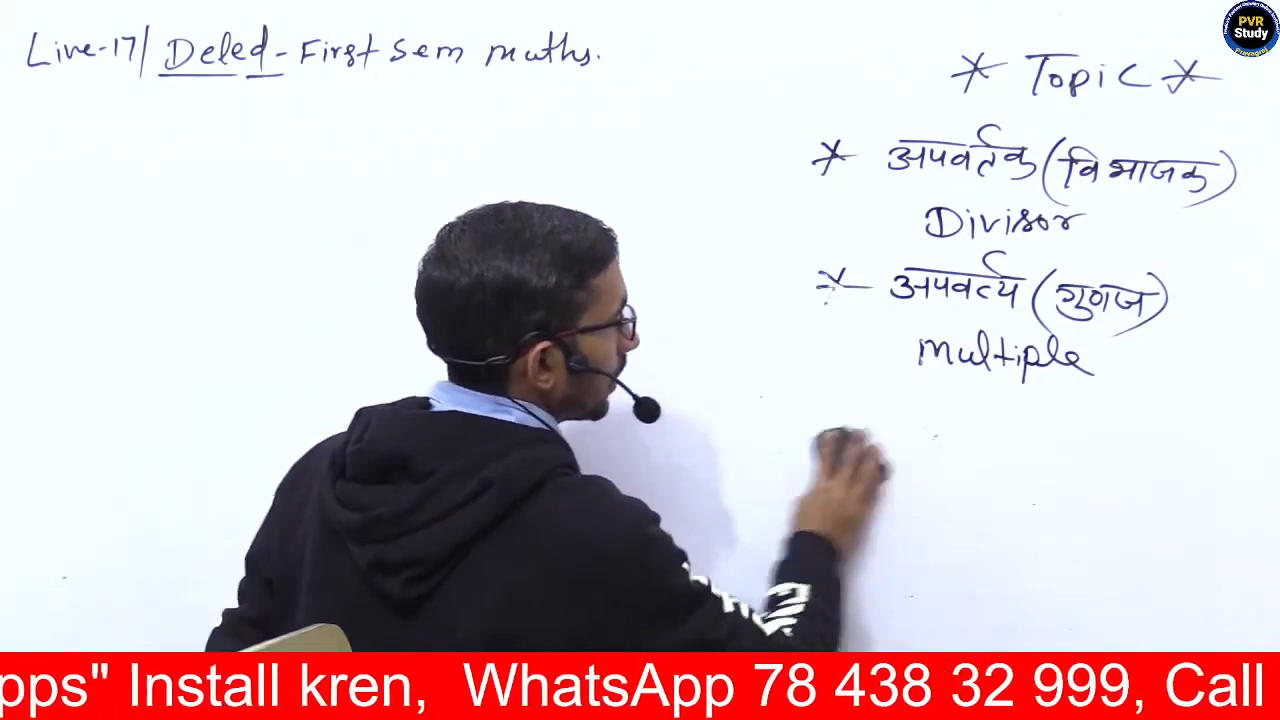 Live-17/ Deled - First Sem maths.
* Topic *
* अपवर्तक (विभाजक)
Divisor
* अपवर्त्य (गुणज)
multiple
PVR
Study
Prayagraj
pps" Install kren, WhatsApp 78 438 32 999, Call